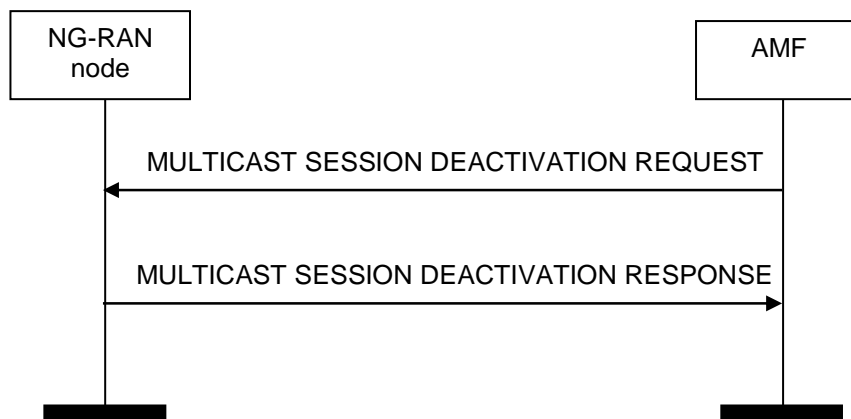 NG-RAN
node
AMF
MULTICAST SESSION DEACTIVATION REQUEST
MULTICAST SESSION DEACTIVATION RESPONSE